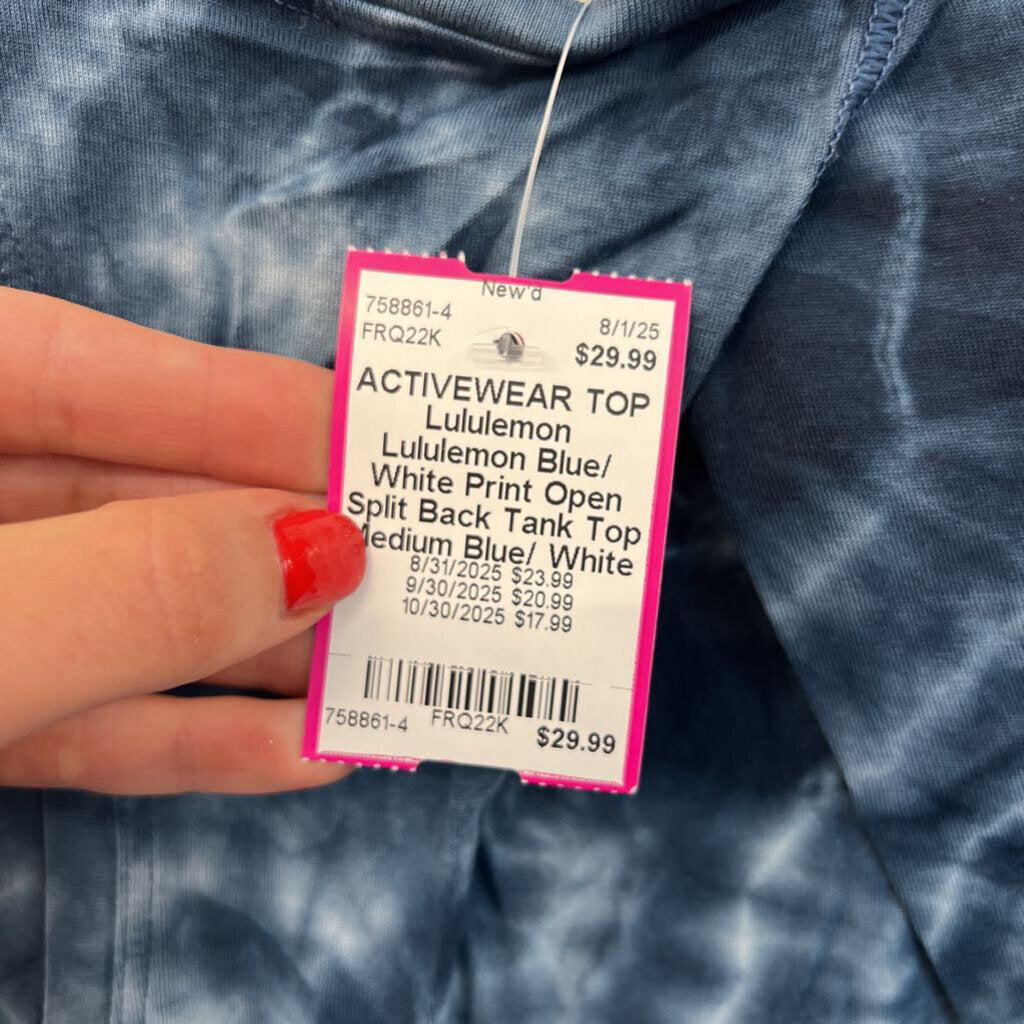 New'd
758861-4
8/1/25
FRQ22K
$29.99
ACTIVEWEAR TOP
Lululemon
Lululemon Blue/
White Print Open
Split Back Tank Top
Medium Blue/ White
8/31/2025 $23.99
9/30/2025 $20.99
10/30/2025 $17.99
758861-4 FRQ22K $29.99